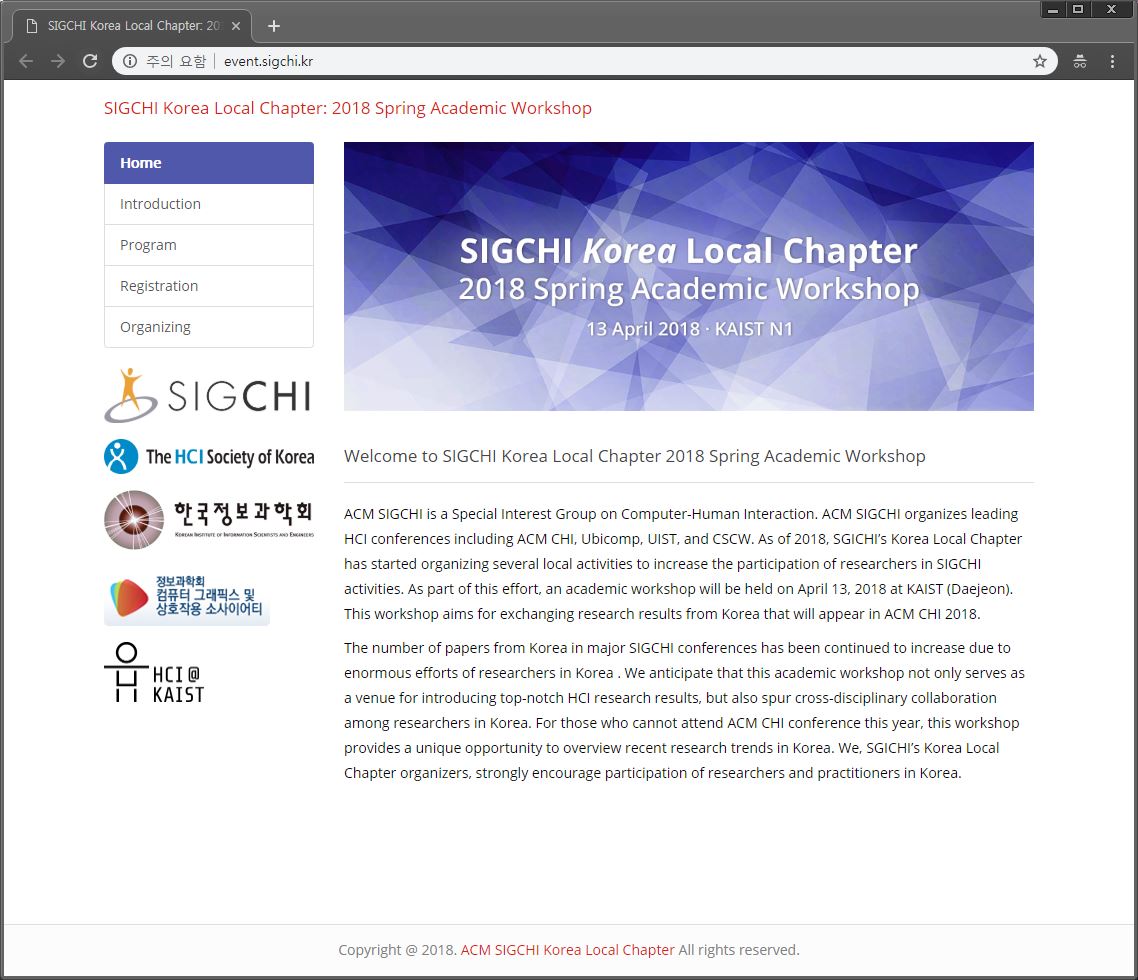 SIGCHI Korea Local Chapter: 20
주의 요함
event.sigchi.kr
SIGCHI Korea Local Chapter: 2018 Spring Academic Workshop
Home
Introduction
Program
Registration
Organizing
SIGCHI
The HCI Society of Korea
한국정보과학회
KOREAN INSTITUTE OF INFORMATION SCIENTISTS AND ENGINEERS
정보과학회
컴퓨터 그래픽스 및
상호작용 소사이어티
HCI@
KAIST
SIGCHI Korea Local Chapter
2018 Spring Academic Workshop
13 April 2018 · KAIST N1
Welcome to SIGCHI Korea Local Chapter 2018 Spring Academic Workshop
ACM SIGCHI is a Special Interest Group on Computer-Human Interaction. ACM SIGCHI organizes leading
HCI conferences including ACM CHI, Ubicomp, UIST, and CSCW. As of 2018, SGICHI’s Korea Local Chapter
has started organizing several local activities to increase the participation of researchers in SIGCHI
activities. As part of this effort, an academic workshop will be held on April 13, 2018 at KAIST (Daejeon).
This workshop aims for exchanging research results from Korea that will appear in ACM CHI 2018.
The number of papers from Korea in major SIGCHI conferences has been continued to increase due to
enormous efforts of researchers in Korea . We anticipate that this academic workshop not only serves as
a venue for introducing top-notch HCI research results, but also spur cross-disciplinary collaboration
among researchers in Korea. For those who cannot attend ACM CHI conference this year, this workshop
provides a unique opportunity to overview recent research trends in Korea. We, SGICHI’s Korea Local
Chapter organizers, strongly encourage participation of researchers and practitioners in Korea.
Copyright @ 2018. ACM SIGCHI Korea Local Chapter All rights reserved.